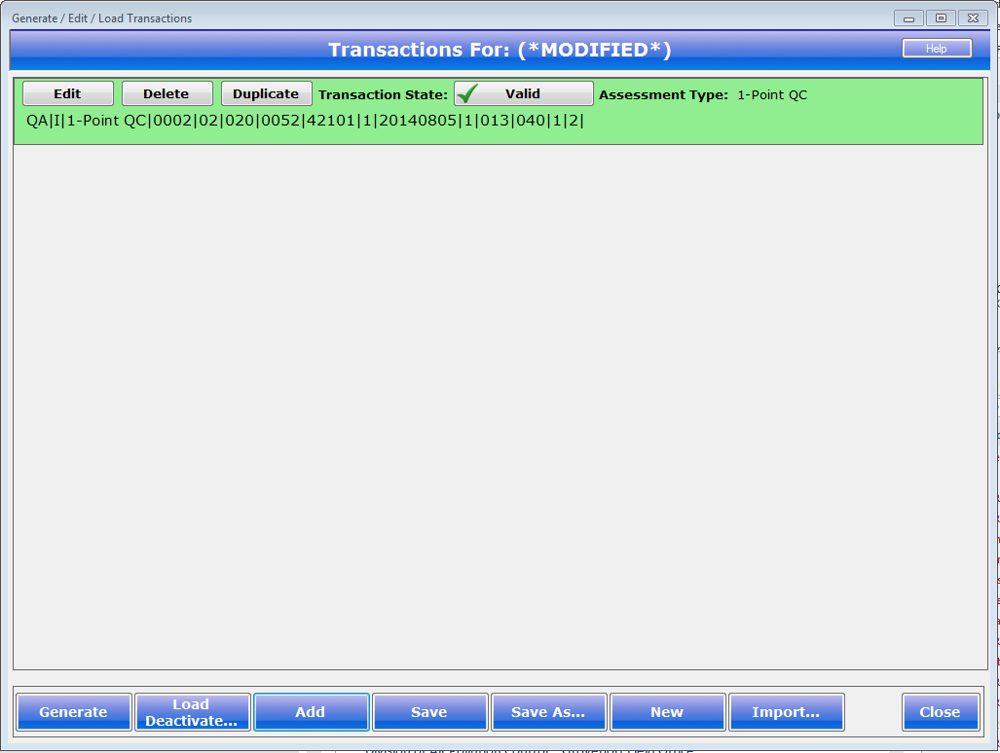 Generate / Edit / Load Transactions
Transactions For: (*MODIFIED*)
Help
Edit Delete Duplicate Transaction State: Valid Assessment Type: 1-Point QC
QA|I|1-Point QC|0002|02|020|0052|42101|1|20140805|1|013|040|1|2|
Generate Load Deactivate... Add Save Save As... New Import... Close